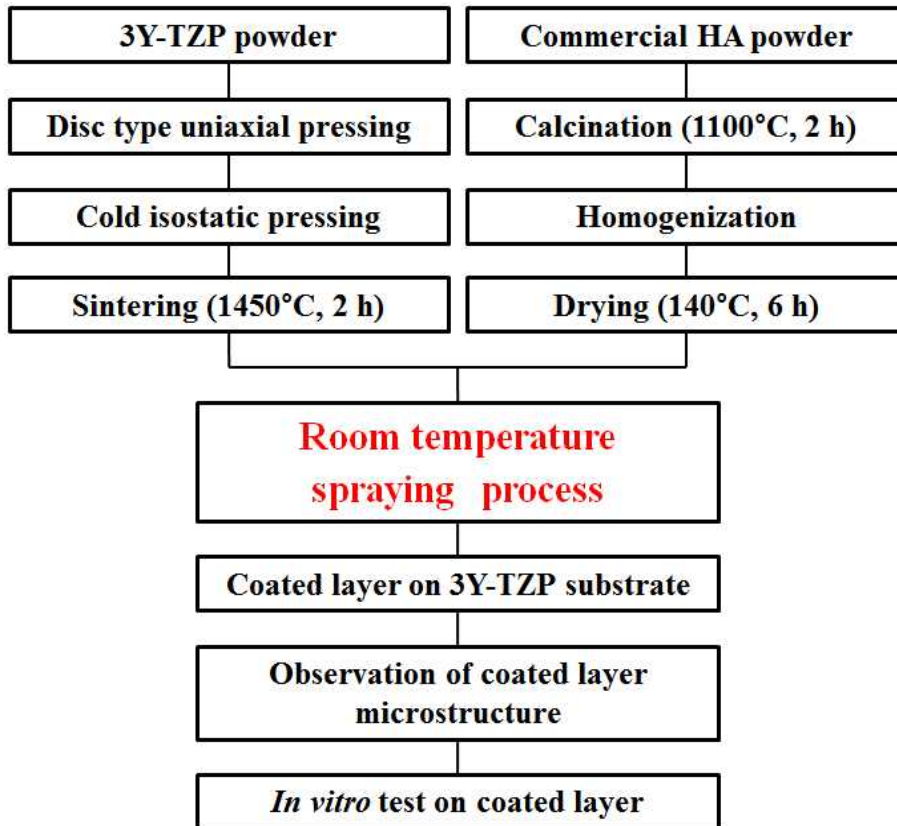 3Y-TZP powder
Commercial HA powder
Disc type uniaxial pressing
Calcination (1100°C, 2 h)
Cold isostatic pressing
Homogenization
Sintering (1450°C, 2 h)
Drying (140°C, 6 h)
Room temperature
spraying process
Coated layer on 3Y-TZP substrate
Observation of coated layer
microstructure
In vitro test on coated layer